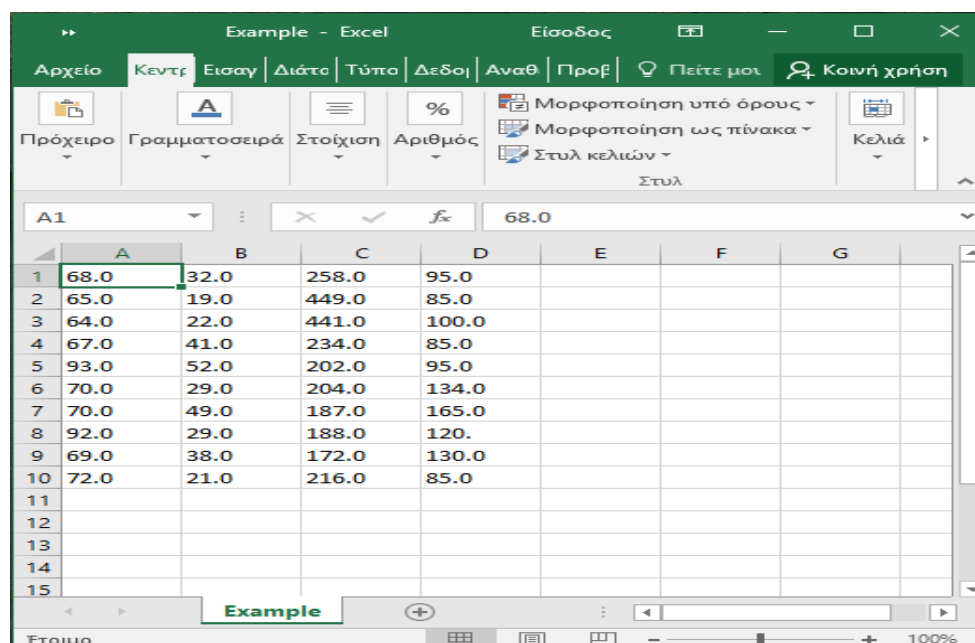 Example - Excel Είσοδος
Αρχείο Κεντρ Εισαγ Διάτα Τύπο Δεδομ Αναθ Προβ Πείτε μου Κοινή χρήση
Πρόχειρο Γραμματοσειρά Στοίχιση Αριθμός Μορφοποίηση υπό όρους Κελιά
%
Μορφοποίηση ως πίνακα
Στυλ κελιών
Στυλ
A1 fx 68.0
A B C D E F G
1 68.0 32.0 258.0 95.0
2 65.0 19.0 449.0 85.0
3 64.0 22.0 441.0 100.0
4 67.0 41.0 234.0 85.0
5 93.0 52.0 202.0 95.0
6 70.0 29.0 204.0 134.0
7 70.0 49.0 187.0 165.0
8 92.0 29.0 188.0 120.
9 69.0 38.0 172.0 130.0
10 72.0 21.0 216.0 85.0
11
12
13
14
15
Example
Έτοιμο 100%